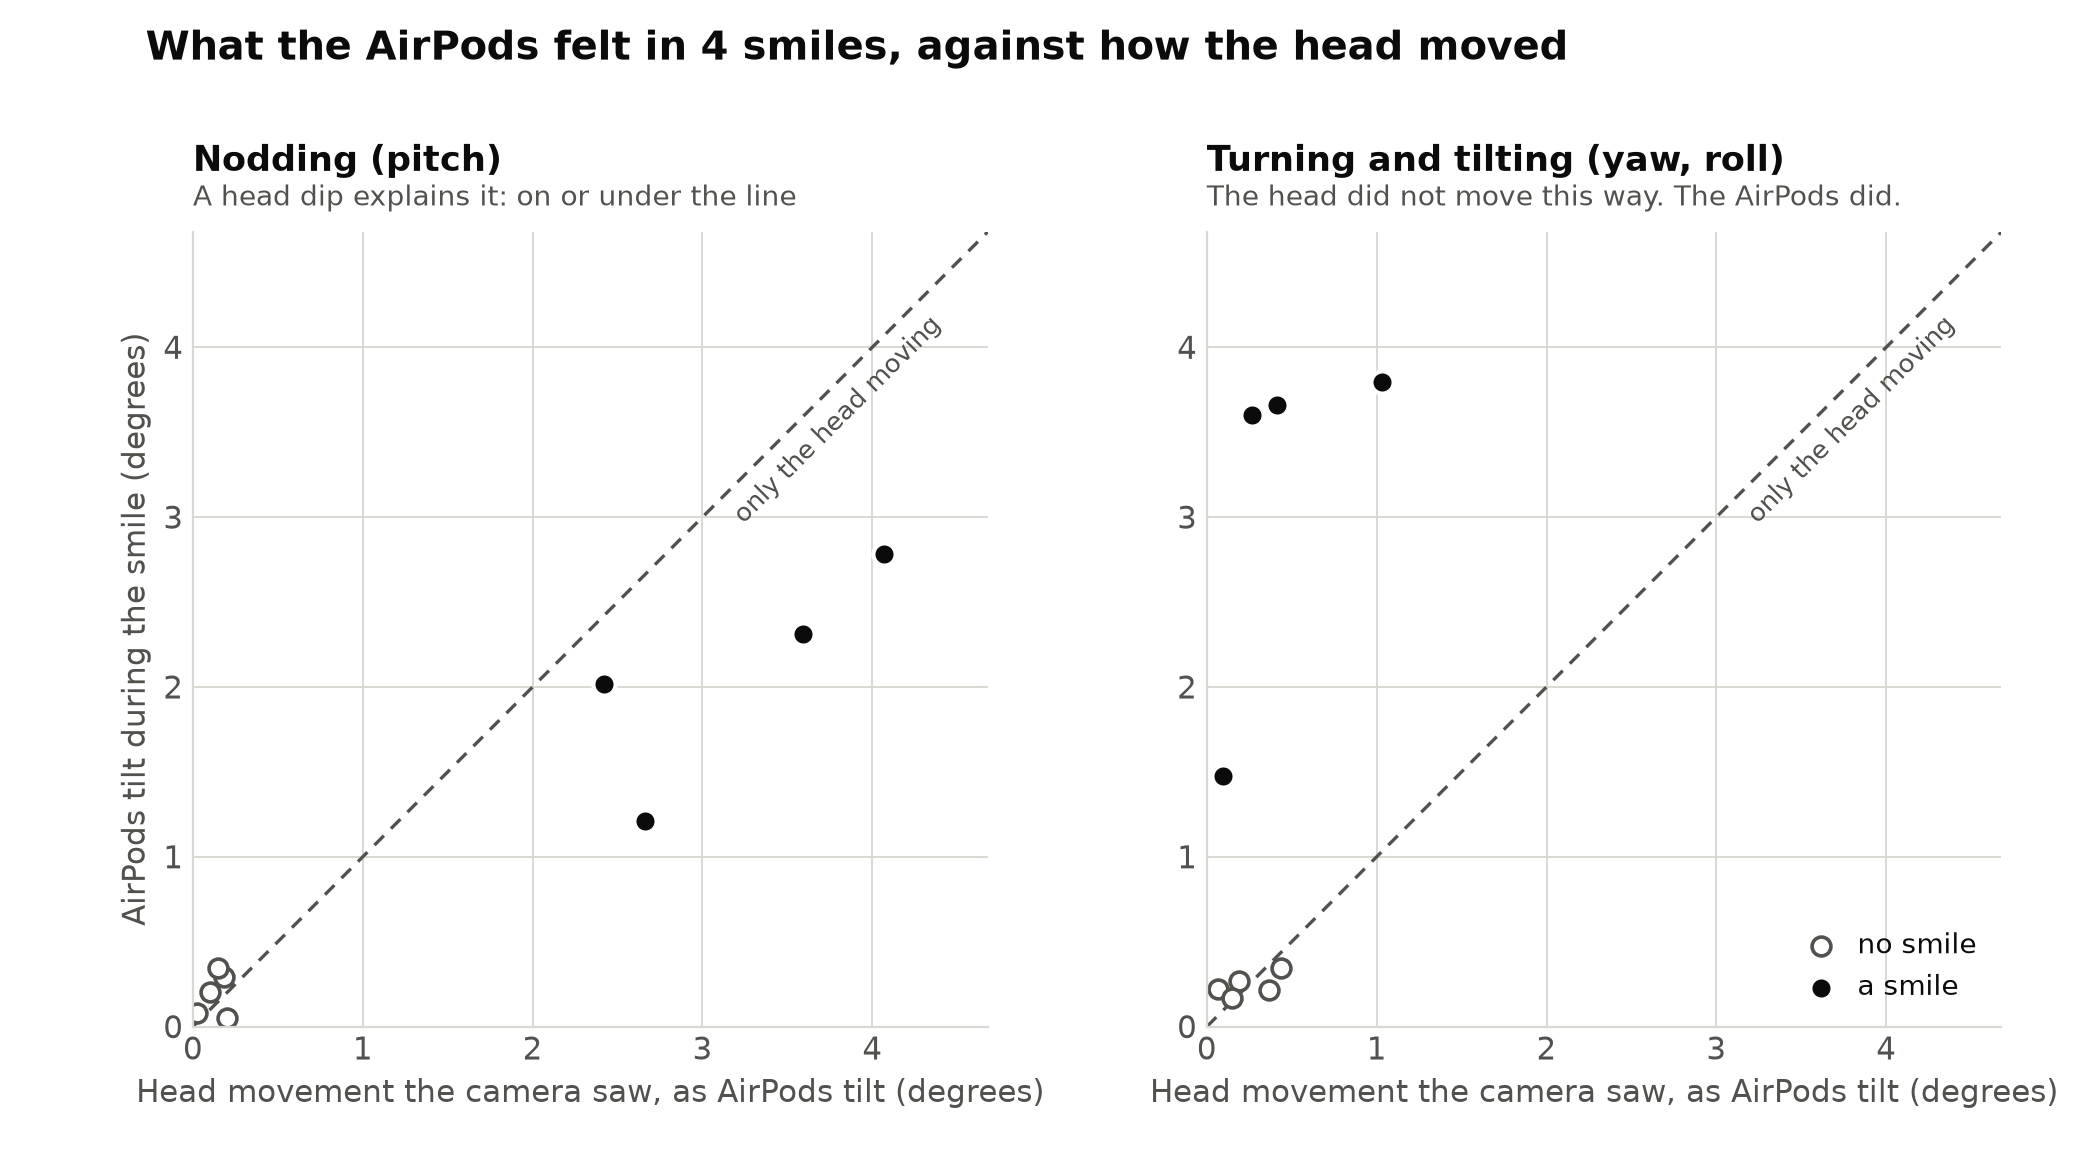 What the AirPods felt in 4 smiles, against how the head moved
Nodding (pitch)
A head dip explains it: on or under the line
AirPods tilt during the smile (degrees)
4
3
2
1
0
only the head moving
0 1 2 3 4
Head movement the camera saw, as AirPods tilt (degrees)
Turning and tilting (yaw, roll)
The head did not move this way. The AirPods did.
4
3
2
1
0
only the head moving
no smile
a smile
0 1 2 3 4
Head movement the camera saw, as AirPods tilt (degrees)